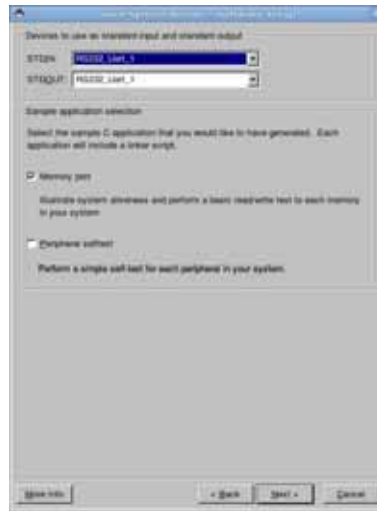 Devices to use as standard input and standard output
STDIN: RS232_Uart_1
STDOUT: RS232_Uart_1
Sample application selection
Select the sample C application that you would like to have generated. Each
application will include a linker script.
Memory test
Illustrate system aliveness and perform a basic read/write test to each memory
in your system
Peripheral selftest
Perform a simple self-test for each peripheral in your system.
More Info
< Back
Next >
Cancel